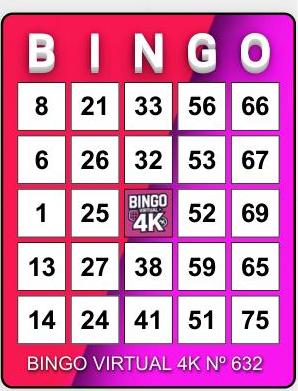 B I N G O
8 21 33 56 66
6 26 32 53 67
1 25 BINGO VIRTUAL 4K 52 69
13 27 38 59 65
14 24 41 51 75
BINGO VIRTUAL 4K Nº 632